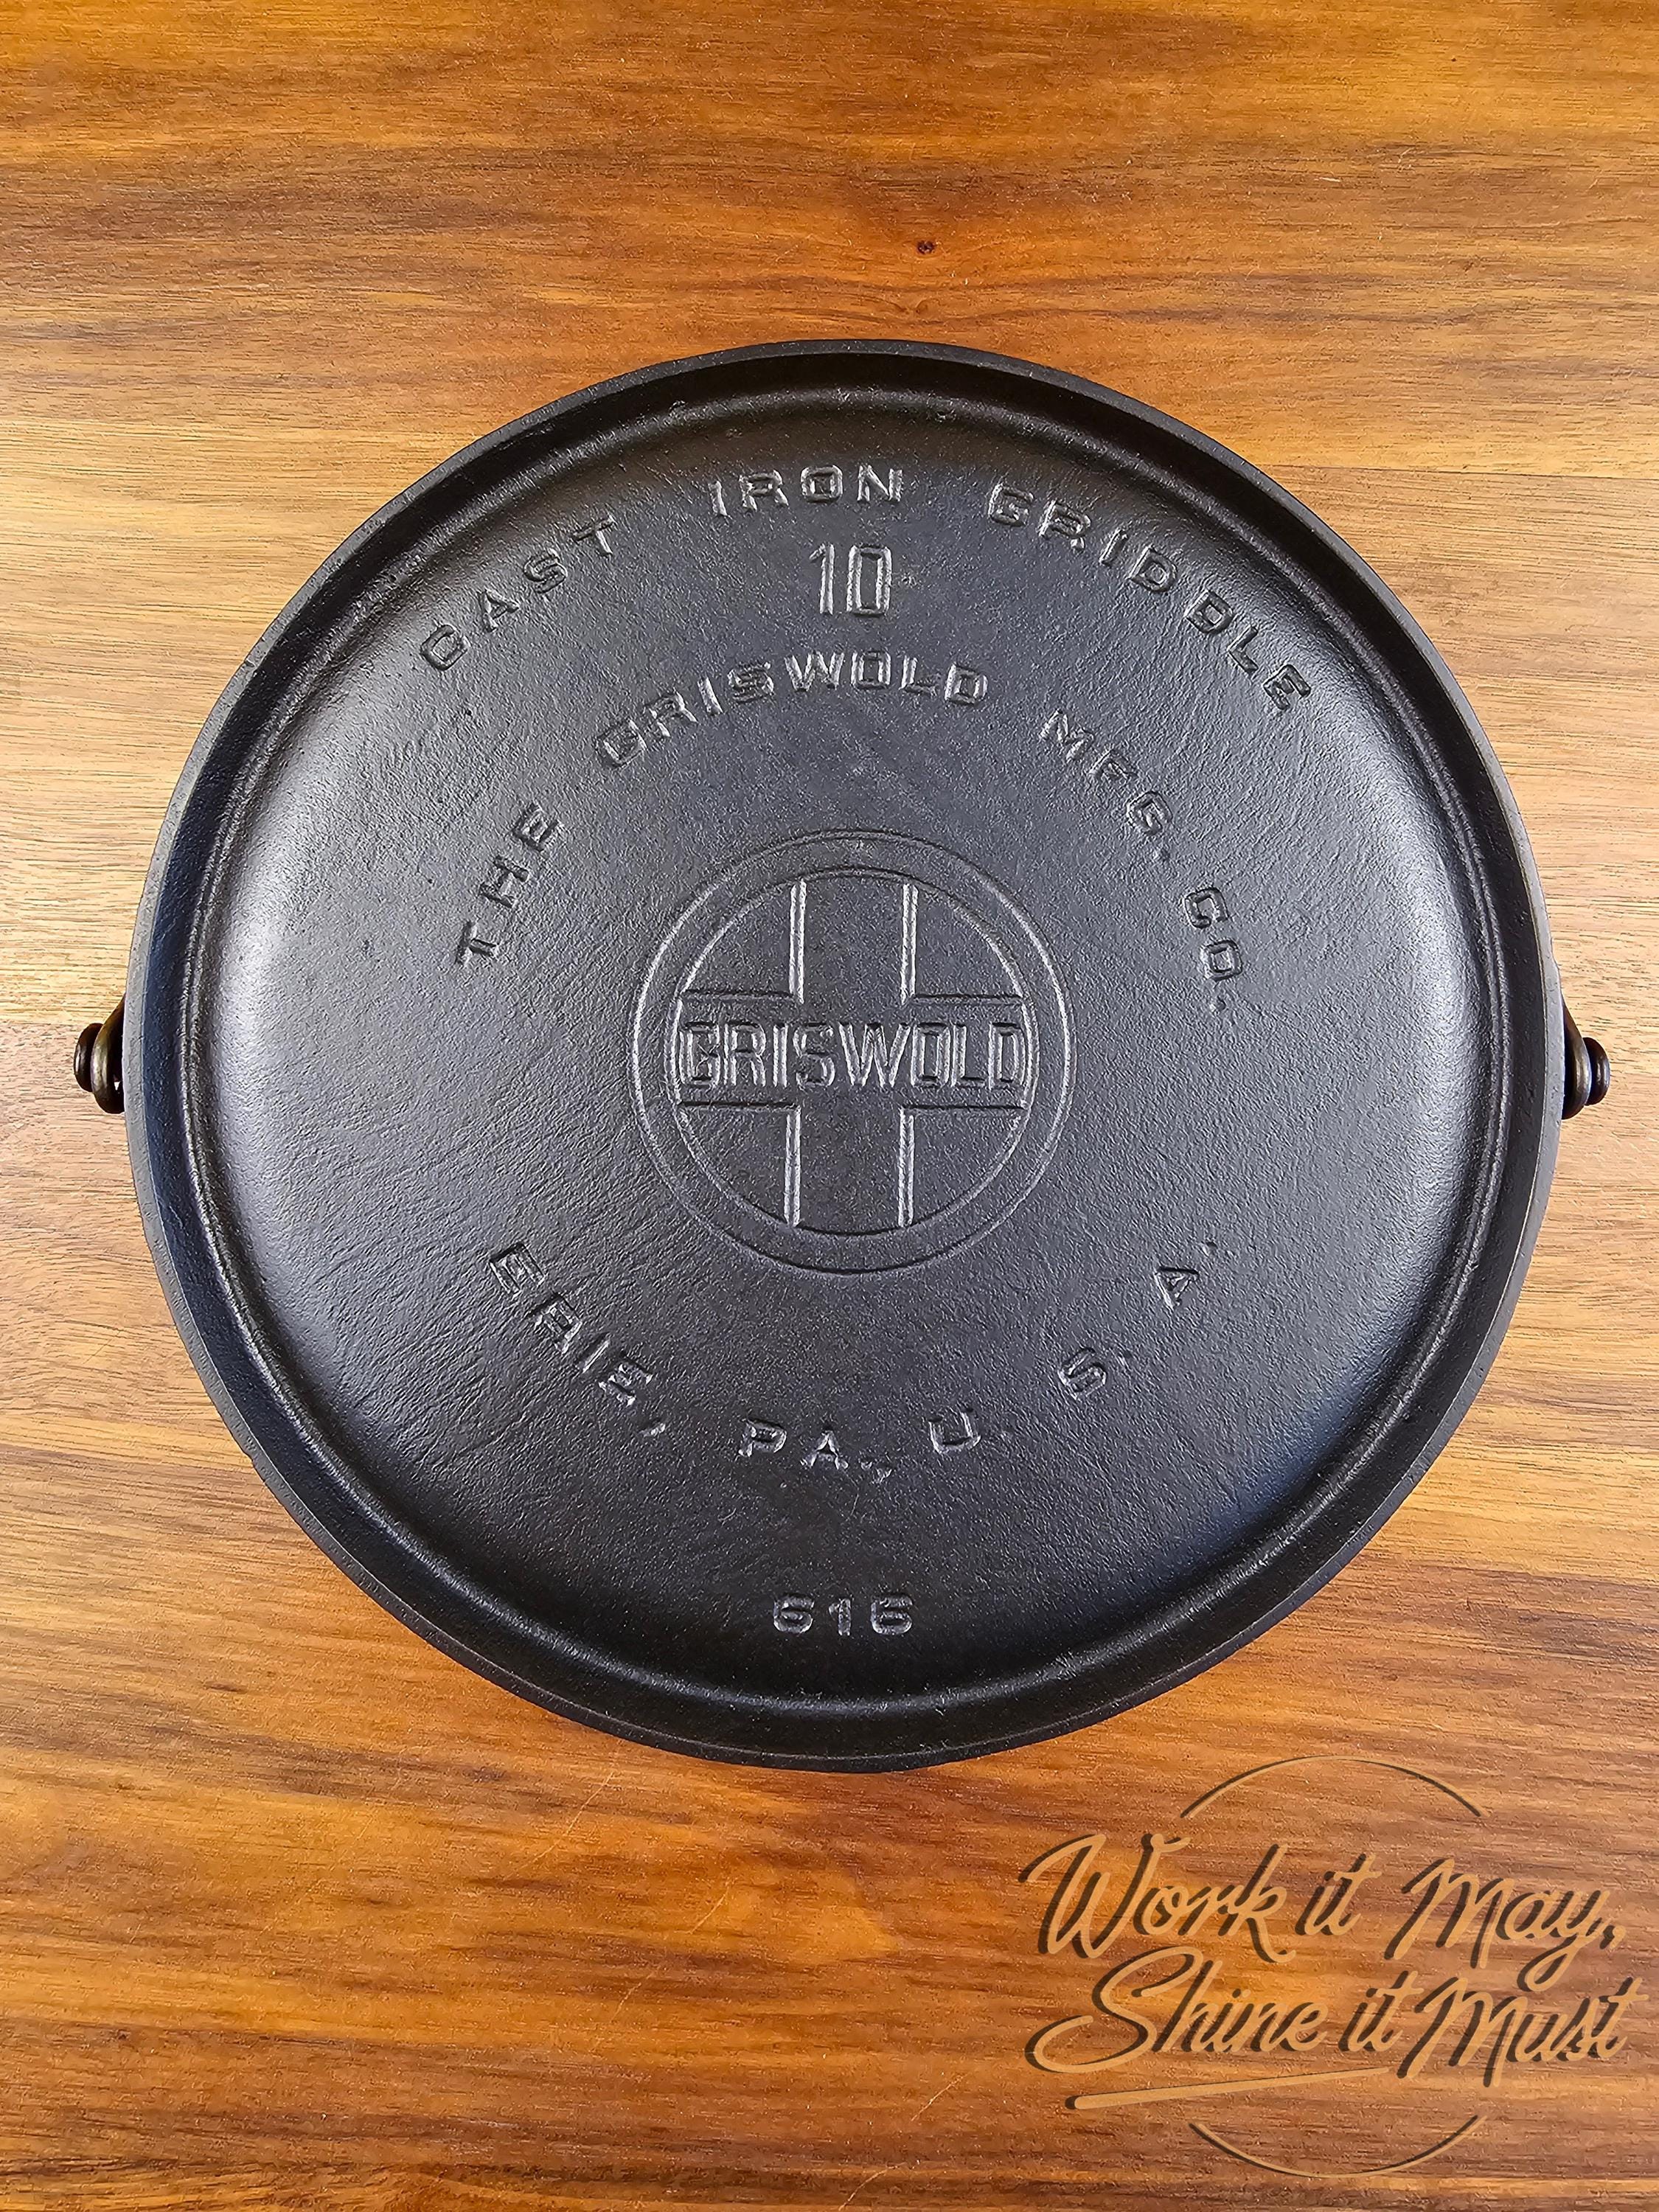 CAST IRON GRIDDLE
10
THE GRISWOLD MFG. CO.
GRISWOLD
ERIE, PA., U. S. A.
616
Work it May,
Shine it Must